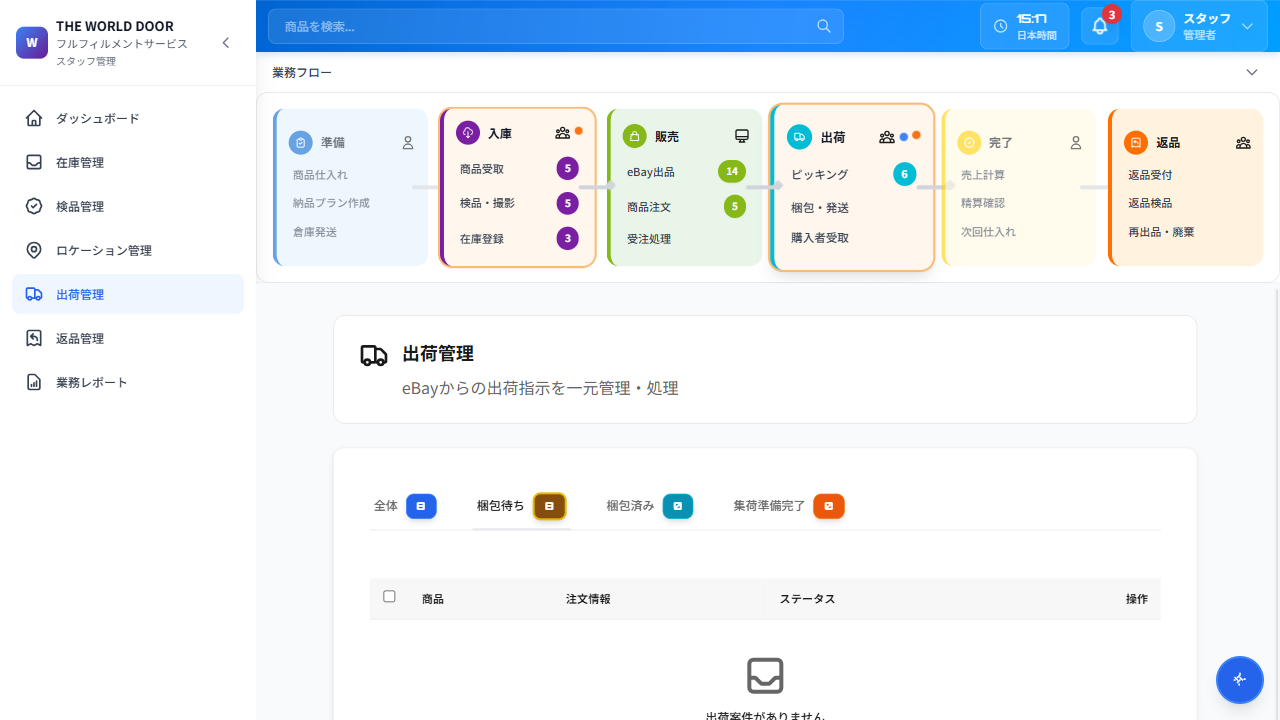 W
THE WORLD DOOR
フルフィルメントサービス
スタッフ管理
ダッシュボード
在庫管理
検品管理
ロケーション管理
出荷管理
返品管理
業務レポート
商品を検索...
15:17
日本時間
3
S
スタッフ
管理者
業務フロー
準備
商品仕入れ
納品プラン作成
倉庫発送
入庫
商品受取 5
検品・撮影 5
在庫登録 3
販売
eBay出品 14
商品注文 5
受注処理
出荷
ピッキング 6
梱包・発送
購入者受取
完了
売上計算
精算確認
次回仕入れ
返品
返品受付
返品検品
再出品・廃棄
出荷管理
eBayからの出荷指示を一元管理・処理
全体 梱包待ち 梱包済み 集荷準備完了
商品 注文情報 ステータス 操作
出荷案件がありません